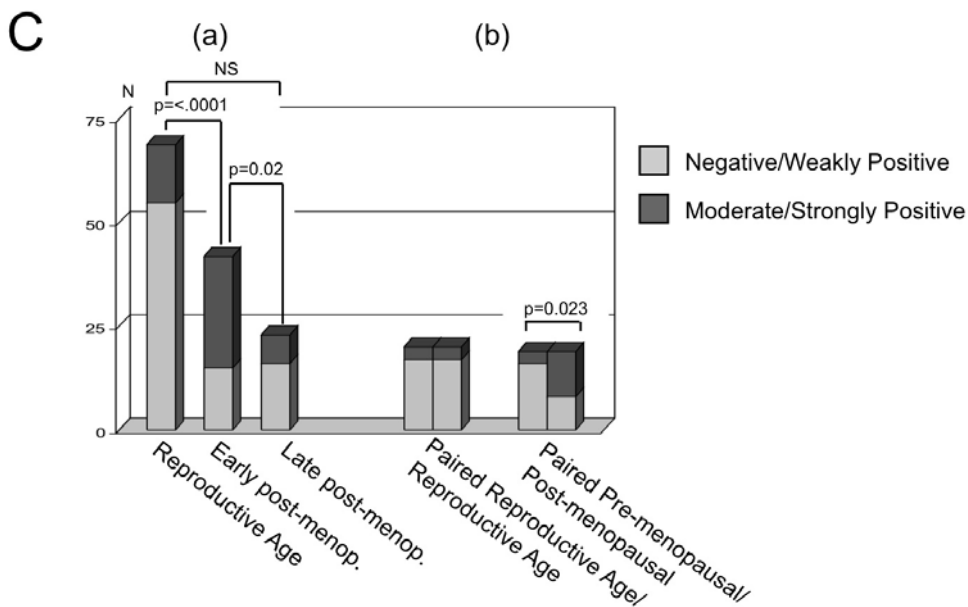 C
(a)
(b)
NS
N
p=<.0001
75
p=0.02
Negative/Weakly Positive
Moderate/Strongly Positive
50
25
p=0.023
0
Reproductive Age
Early post-menop.
Late post-menop.
Paired Reproductive Age/
Reproductive Age
Paired Pre-menopausal/
Post-menopausal